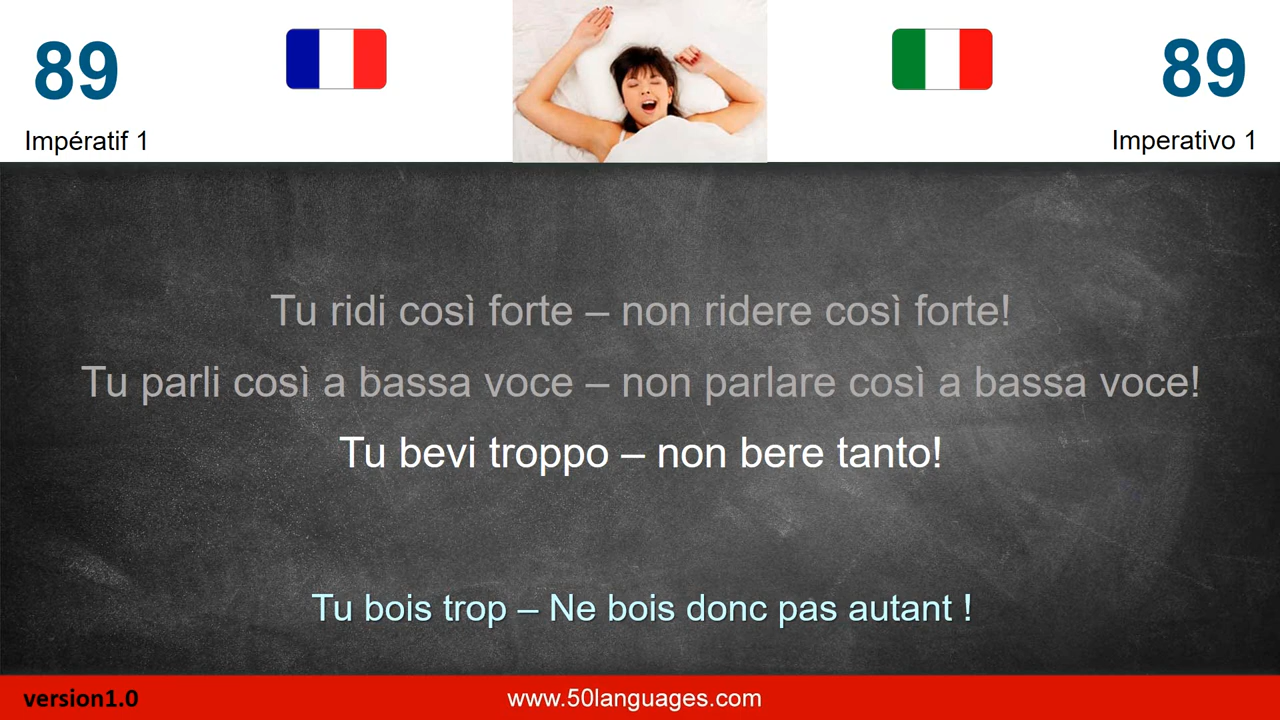 89
89
Impératif 1
Imperativo 1
Tu ridi così forte – non ridere così forte!
Tu parli così a bassa voce – non parlare così a bassa voce!
Tu bevi troppo – non bere tanto!
Tu bois trop – Ne bois donc pas autant !
version1.0
www.50languages.com